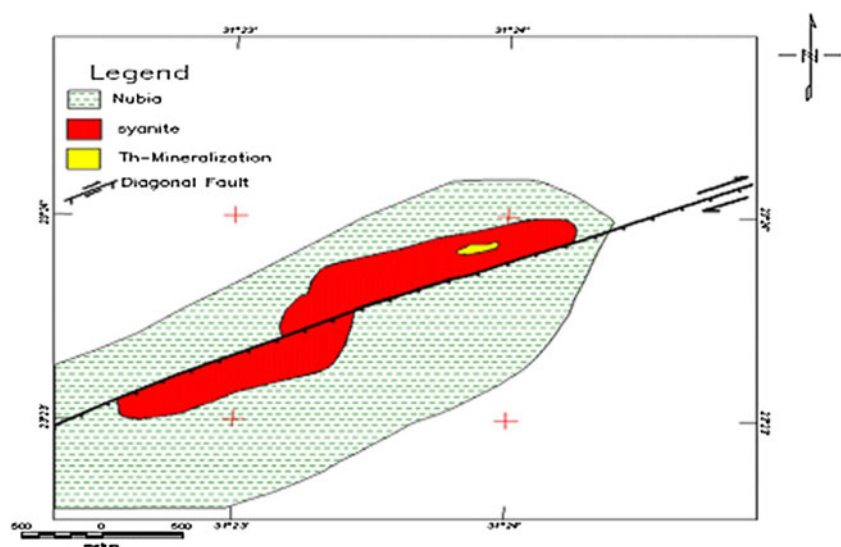 31°23'
31°24'
N
Legend
Nubia
syanite
Th-Mineralization
Diagonal Fault
31°23'
31°24'
500 0 500